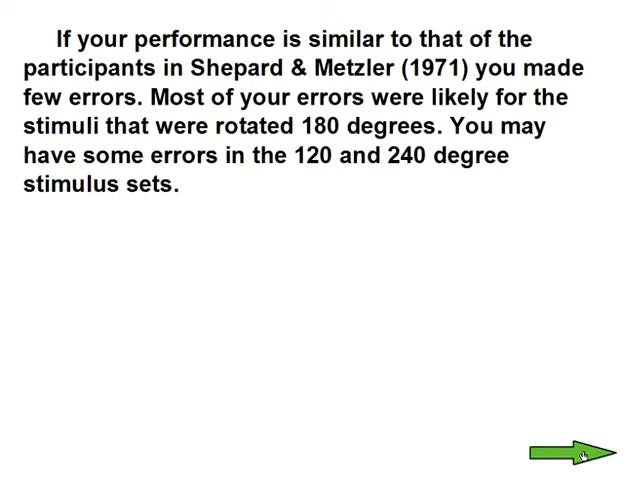 If your performance is similar to that of the
participants in Shepard & Metzler (1971) you made
few errors. Most of your errors were likely for the
stimuli that were rotated 180 degrees. You may
have some errors in the 120 and 240 degree
stimulus sets.